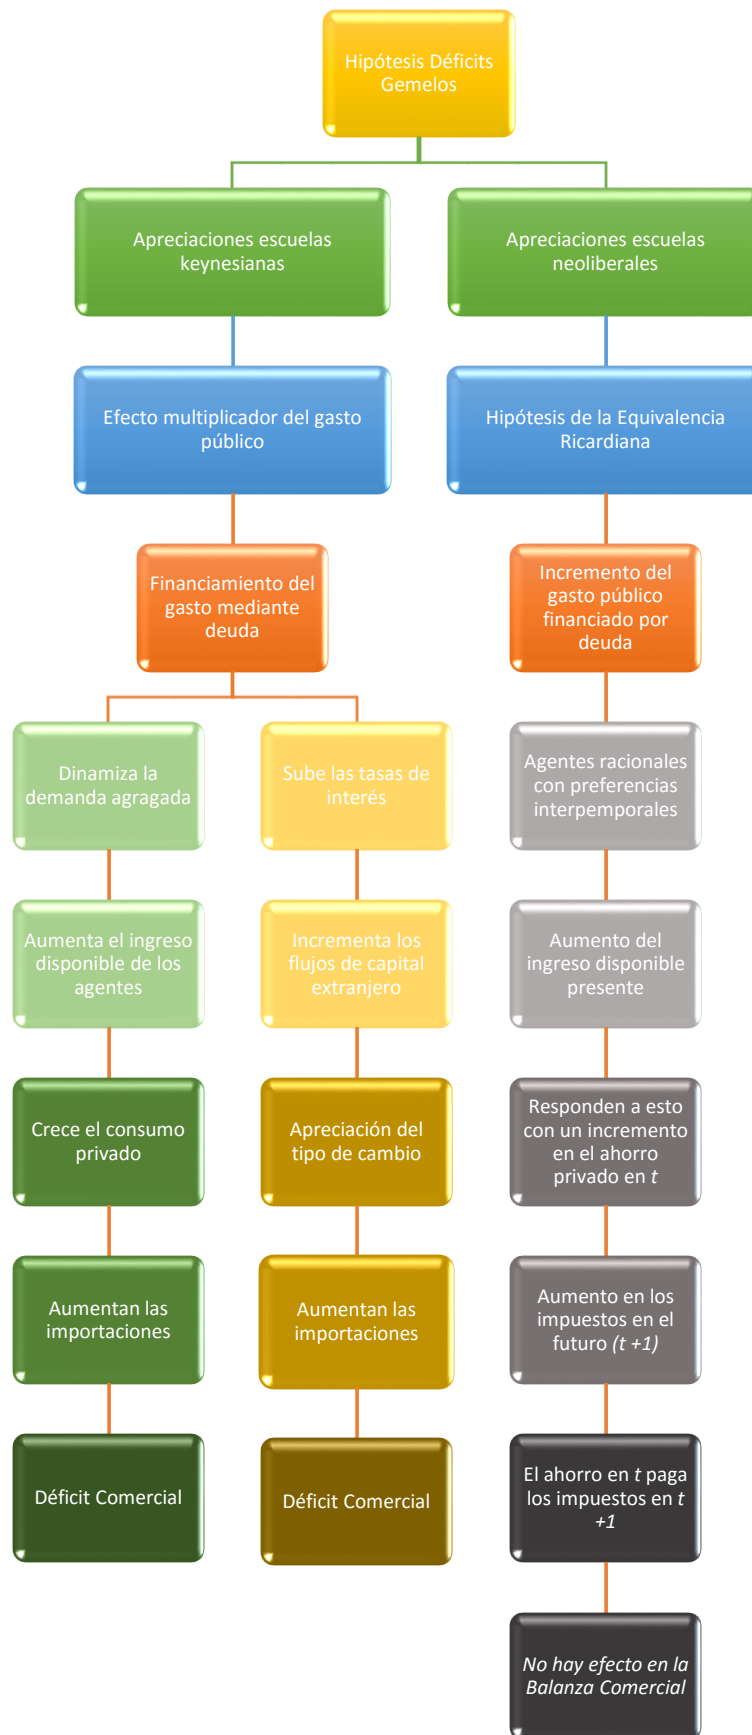 Hipótesis Déficits
Gemelos
Apreciaciones escuelas
keynesianas
Apreciaciones escuelas
neoliberales
Efecto multiplicador del gasto
público
Hipótesis de la Equivalencia
Ricardiana
Financiamiento del
gasto mediante
deuda
Incremento del
gasto público
financiado por
deuda
Dinamiza la
demanda agragada
Sube las tasas de
interés
Agentes racionales
con preferencias
interpemporales
Aumenta el ingreso
disponible de los
agentes
Incrementa los
flujos de capital
extranjero
Aumento del
ingreso disponible
presente
Crece el consumo
privado
Apreciación del
tipo de cambio
Responden a esto
con un incremento
en el ahorro
privado en t
Aumentan las
importaciones
Aumentan las
importaciones
Aumento en los
impuestos en el
futuro (t +1)
Déficit Comercial
Déficit Comercial
El ahorro en t paga
los impuestos en t
+1
No hay efecto en la
Balanza Comercial